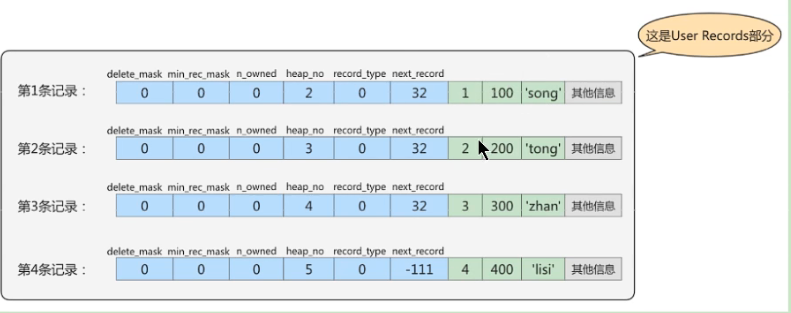 这是User Records部分
delete_mask min_rec_mask n_owned heap_no record_type next_record
第1条记录： 0 0 0 2 0 32 1 100 'song' 其他信息
delete_mask min_rec_mask n_owned heap_no record_type next_record
第2条记录： 0 0 0 3 0 32 2 200 'tong' 其他信息
delete_mask min_rec_mask n_owned heap_no record_type next_record
第3条记录： 0 0 0 4 0 32 3 300 'zhan' 其他信息
delete_mask min_rec_mask n_owned heap_no record_type next_record
第4条记录： 0 0 0 5 0 -111 4 400 'lisi' 其他信息